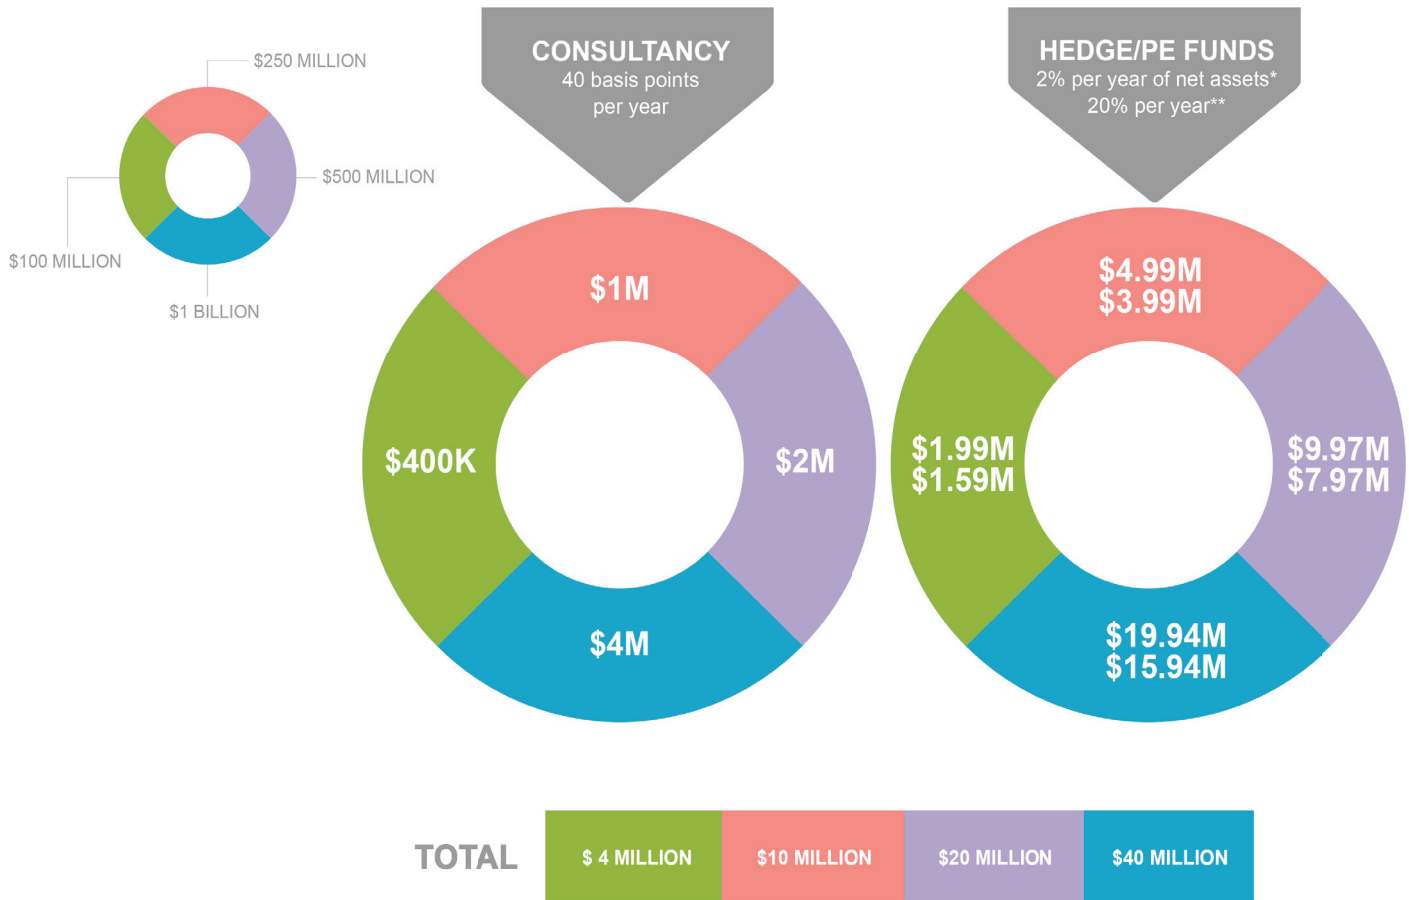 $250 MILLION
$500 MILLION
$100 MILLION
$1 BILLION
CONSULTANCY
40 basis points
per year
HEDGE/PE FUNDS
2% per year of net assets*
20% per year**
$1M
$400K
$2M
$4M
$4.99M
$3.99M
$1.99M
$1.59M
$9.97M
$7.97M
$19.94M
$15.94M
TOTAL
$ 4 MILLION
$10 MILLION
$20 MILLION
$40 MILLION